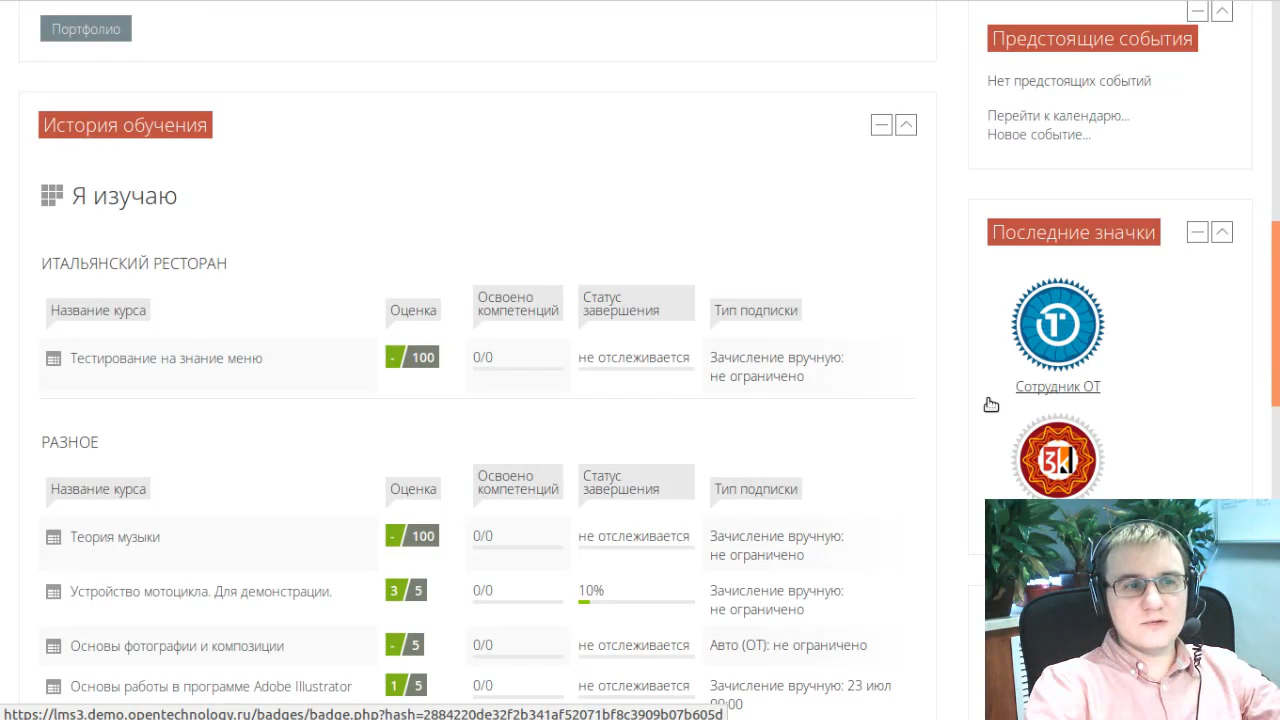 Портфолио
История обучения
Я изучаю
ИТАЛЬЯНСКИЙ РЕСТОРАН
Название курса
Оценка
Освоено
компетенций
Статус
завершения
Тип подписки
Тестирование на знание меню
- / 100
0/0
не отслеживается
Зачисление вручную:
не ограничено
РАЗНОЕ
Название курса
Оценка
Освоено
компетенций
Статус
завершения
Тип подписки
Теория музыки
- / 100
0/0
не отслеживается
Зачисление вручную:
не ограничено
Устройство мотоцикла. Для демонстрации.
3 / 5
0/0
10%
Зачисление вручную:
не ограничено
Основы фотографии и композиции
- / 5
0/0
не отслеживается
Авто (ОТ): не ограничено
Основы работы в программе Adobe Illustrator
1 / 5
0/0
не отслеживается
Зачисление вручную: 23 июл
00:00
Предстоящие события
Нет предстоящих событий
Перейти к календарю...
Новое событие...
Последние значки
Сотрудник ОТ
3kl
https://lms3.demo.opentechnology.ru/badges/badge.php?hash=2884220de32f2b341af52071bf8c3909b07b605d